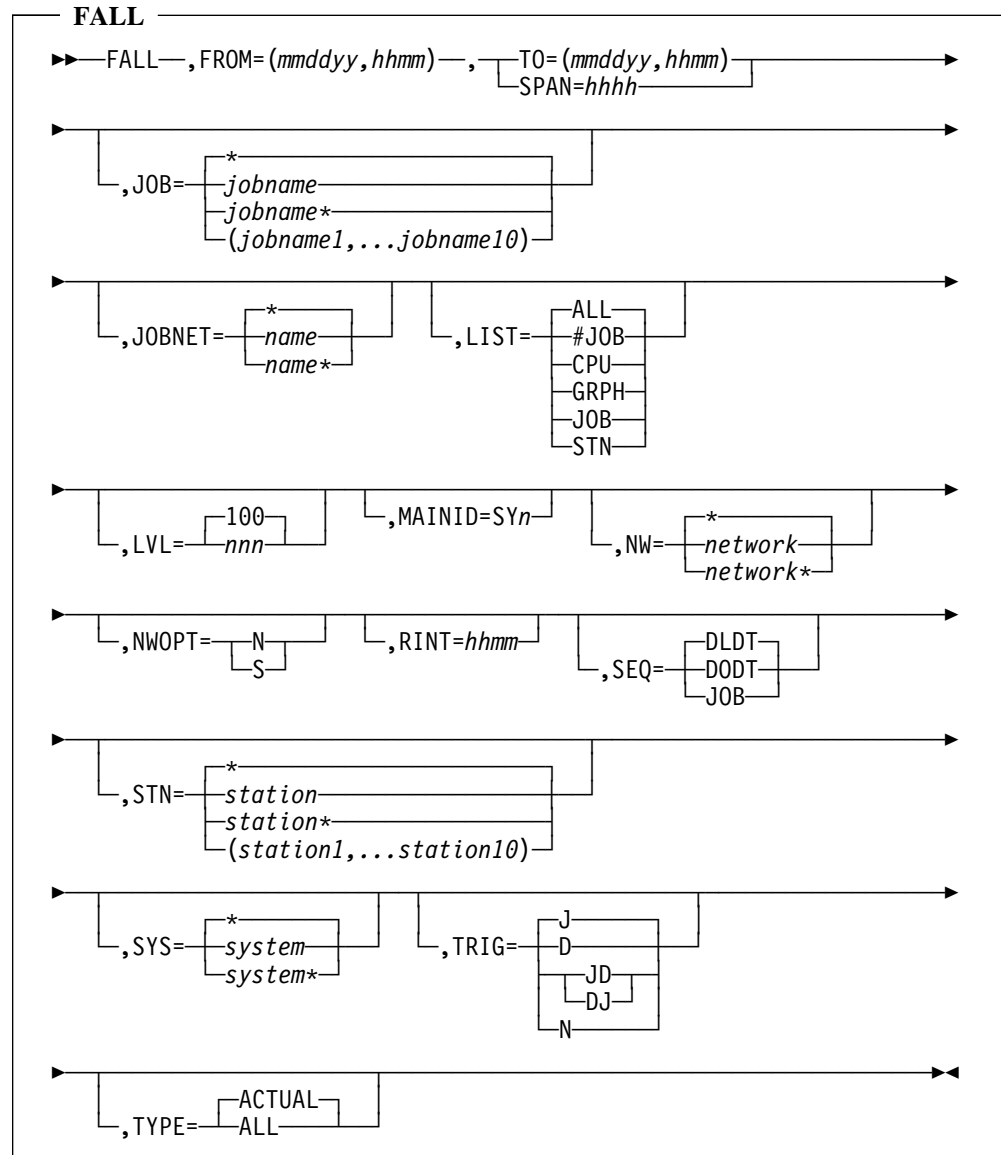 FALL
FALL ,FROM=(mmddyy,hhmm) , TO=(mmddyy,hhmm)
SPAN=hhhh
*
,JOB= jobname
jobname*
(jobname1,...jobname10)
* ALL
,JOBNET= name ,LIST= #JOB
name* CPU
GRPH
JOB
STN
100 ,MAINID=SYn *
,LVL= nnn ,NW= network
network*
,NWOPT= N ,RINT=hhmm DLDT
S ,SEQ= DODT
JOB
*
,STN= station
station*
(station1,...station10)
* J
,SYS= system ,TRIG= D
system* JD
DJ
N
ACTUAL
,TYPE= ALL